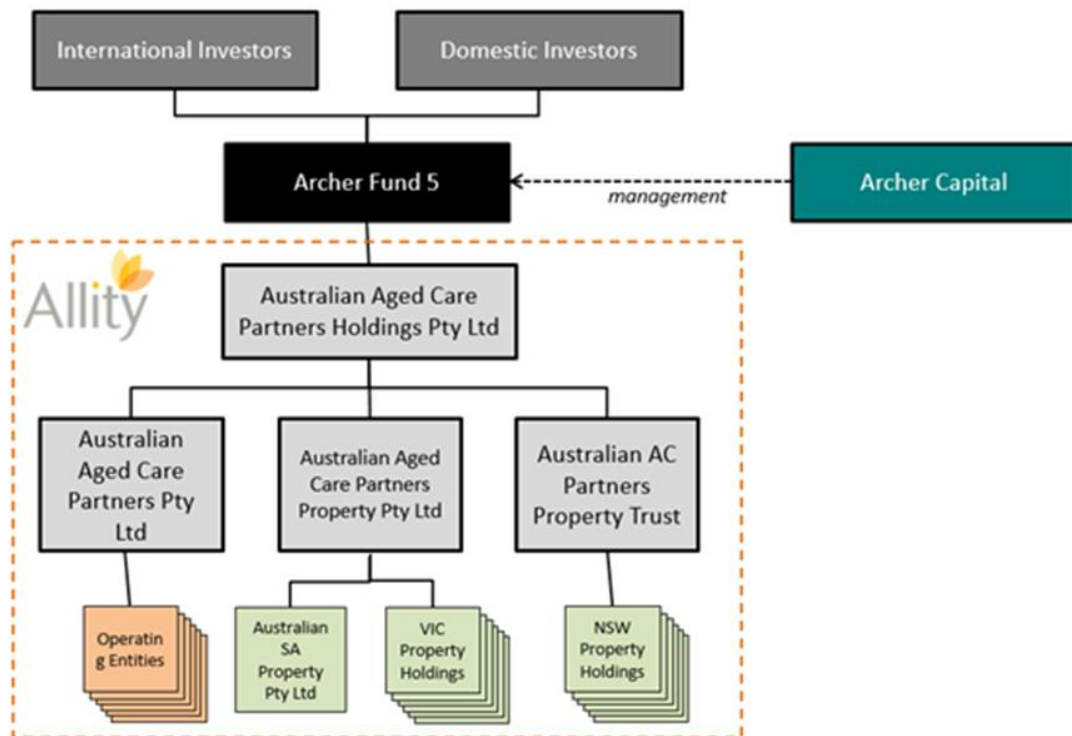 International Investors
Domestic Investors
Archer Fund 5
management
Archer Capital
Allity
Australian Aged Care
Partners Holdings Pty Ltd
Australian
Aged Care
Partners Pty
Ltd
Australian Aged
Care Partners
Property Pty Ltd
Australian AC
Partners
Property Trust
Operatin
g Entities
Australian
SA
Property
Pty Ltd
VIC
Property
Holdings
NSW
Property
Holdings